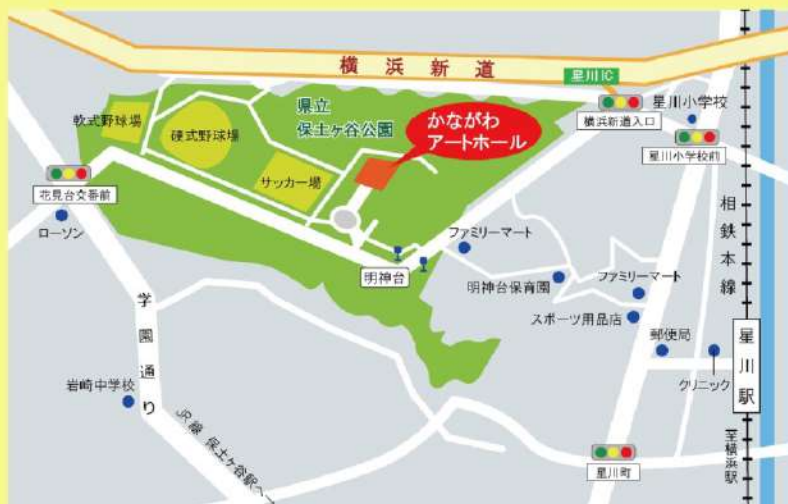 横浜新道
星川IC
軟式野球場
硬式野球場
県立
保土ヶ谷公園
かながわ
アートホール
横浜新道入口
星川小学校
星川小学校前
花見台交番前
ローソン
サッカー場
明神台
ファミリーマート
相鉄本線
明神台保育園
ファミリーマート
スポーツ用品店
郵便局
クリニック
星川駅
学園通り
岩崎中学校
JR線 保土ヶ谷駅へ
星川町
至横浜駅